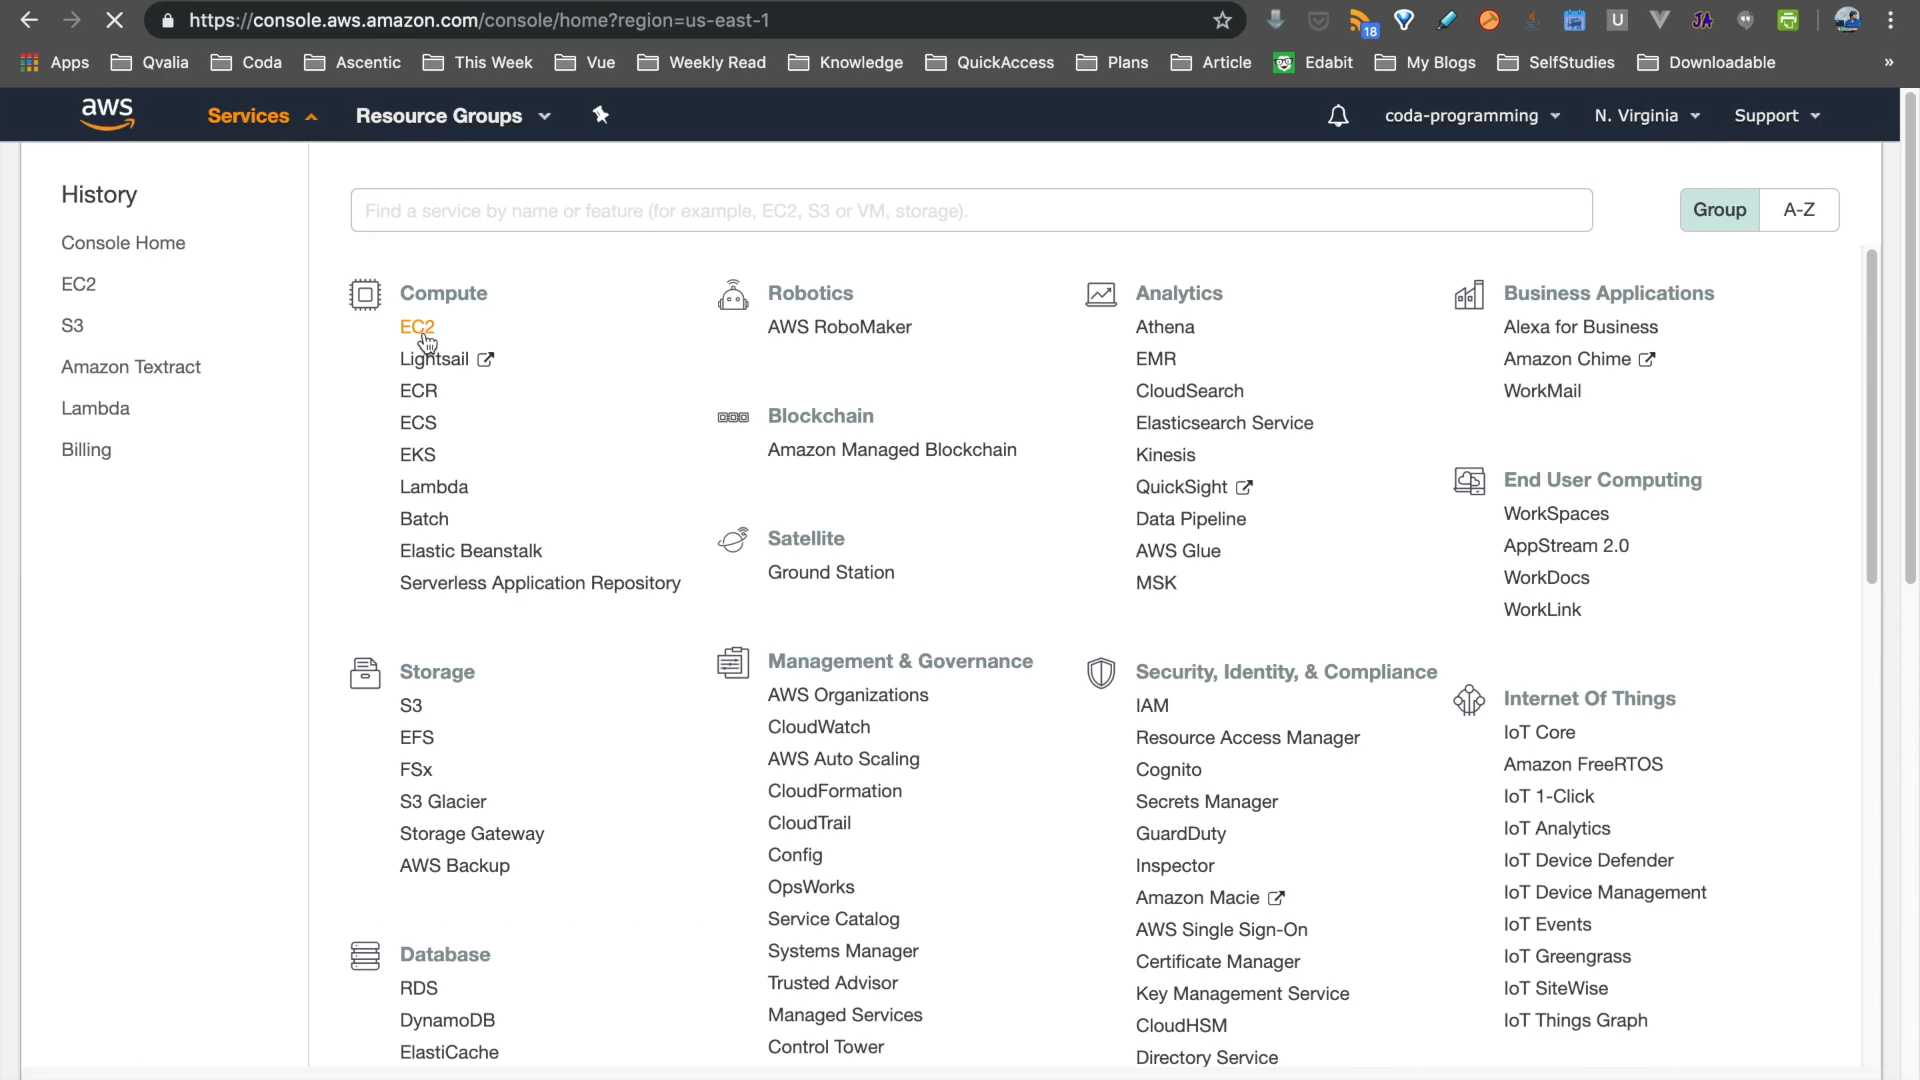 https://console.aws.amazon.com/console/home?region=us-east-1
18
U
JA
Apps
Qvalia
Coda
Ascentic
This Week
Vue
Weekly Read
Knowledge
QuickAccess
Plans
Article
Edabit
My Blogs
SelfStudies
Downloadable
»
aws
Services
Resource Groups
coda-programming
N. Virginia
Support
History
Console Home
EC2
S3
Amazon Textract
Lambda
Billing
Find a service by name or feature (for example, EC2, S3 or VM, storage).
Group
A-Z
Compute
EC2
Lightsail
ECR
ECS
EKS
Lambda
Batch
Elastic Beanstalk
Serverless Application Repository
Storage
S3
EFS
FSx
S3 Glacier
Storage Gateway
AWS Backup
Database
RDS
DynamoDB
ElastiCache
Robotics
AWS RoboMaker
Blockchain
Amazon Managed Blockchain
Satellite
Ground Station
Management & Governance
AWS Organizations
CloudWatch
AWS Auto Scaling
CloudFormation
CloudTrail
Config
OpsWorks
Service Catalog
Systems Manager
Trusted Advisor
Managed Services
Control Tower
Analytics
Athena
EMR
CloudSearch
Elasticsearch Service
Kinesis
QuickSight
Data Pipeline
AWS Glue
MSK
Security, Identity, & Compliance
IAM
Resource Access Manager
Cognito
Secrets Manager
GuardDuty
Inspector
Amazon Macie
AWS Single Sign-On
Certificate Manager
Key Management Service
CloudHSM
Directory Service
Business Applications
Alexa for Business
Amazon Chime
WorkMail
End User Computing
WorkSpaces
AppStream 2.0
WorkDocs
WorkLink
Internet Of Things
IoT Core
Amazon FreeRTOS
IoT 1-Click
IoT Analytics
IoT Device Defender
IoT Device Management
IoT Events
IoT Greengrass
IoT SiteWise
IoT Things Graph